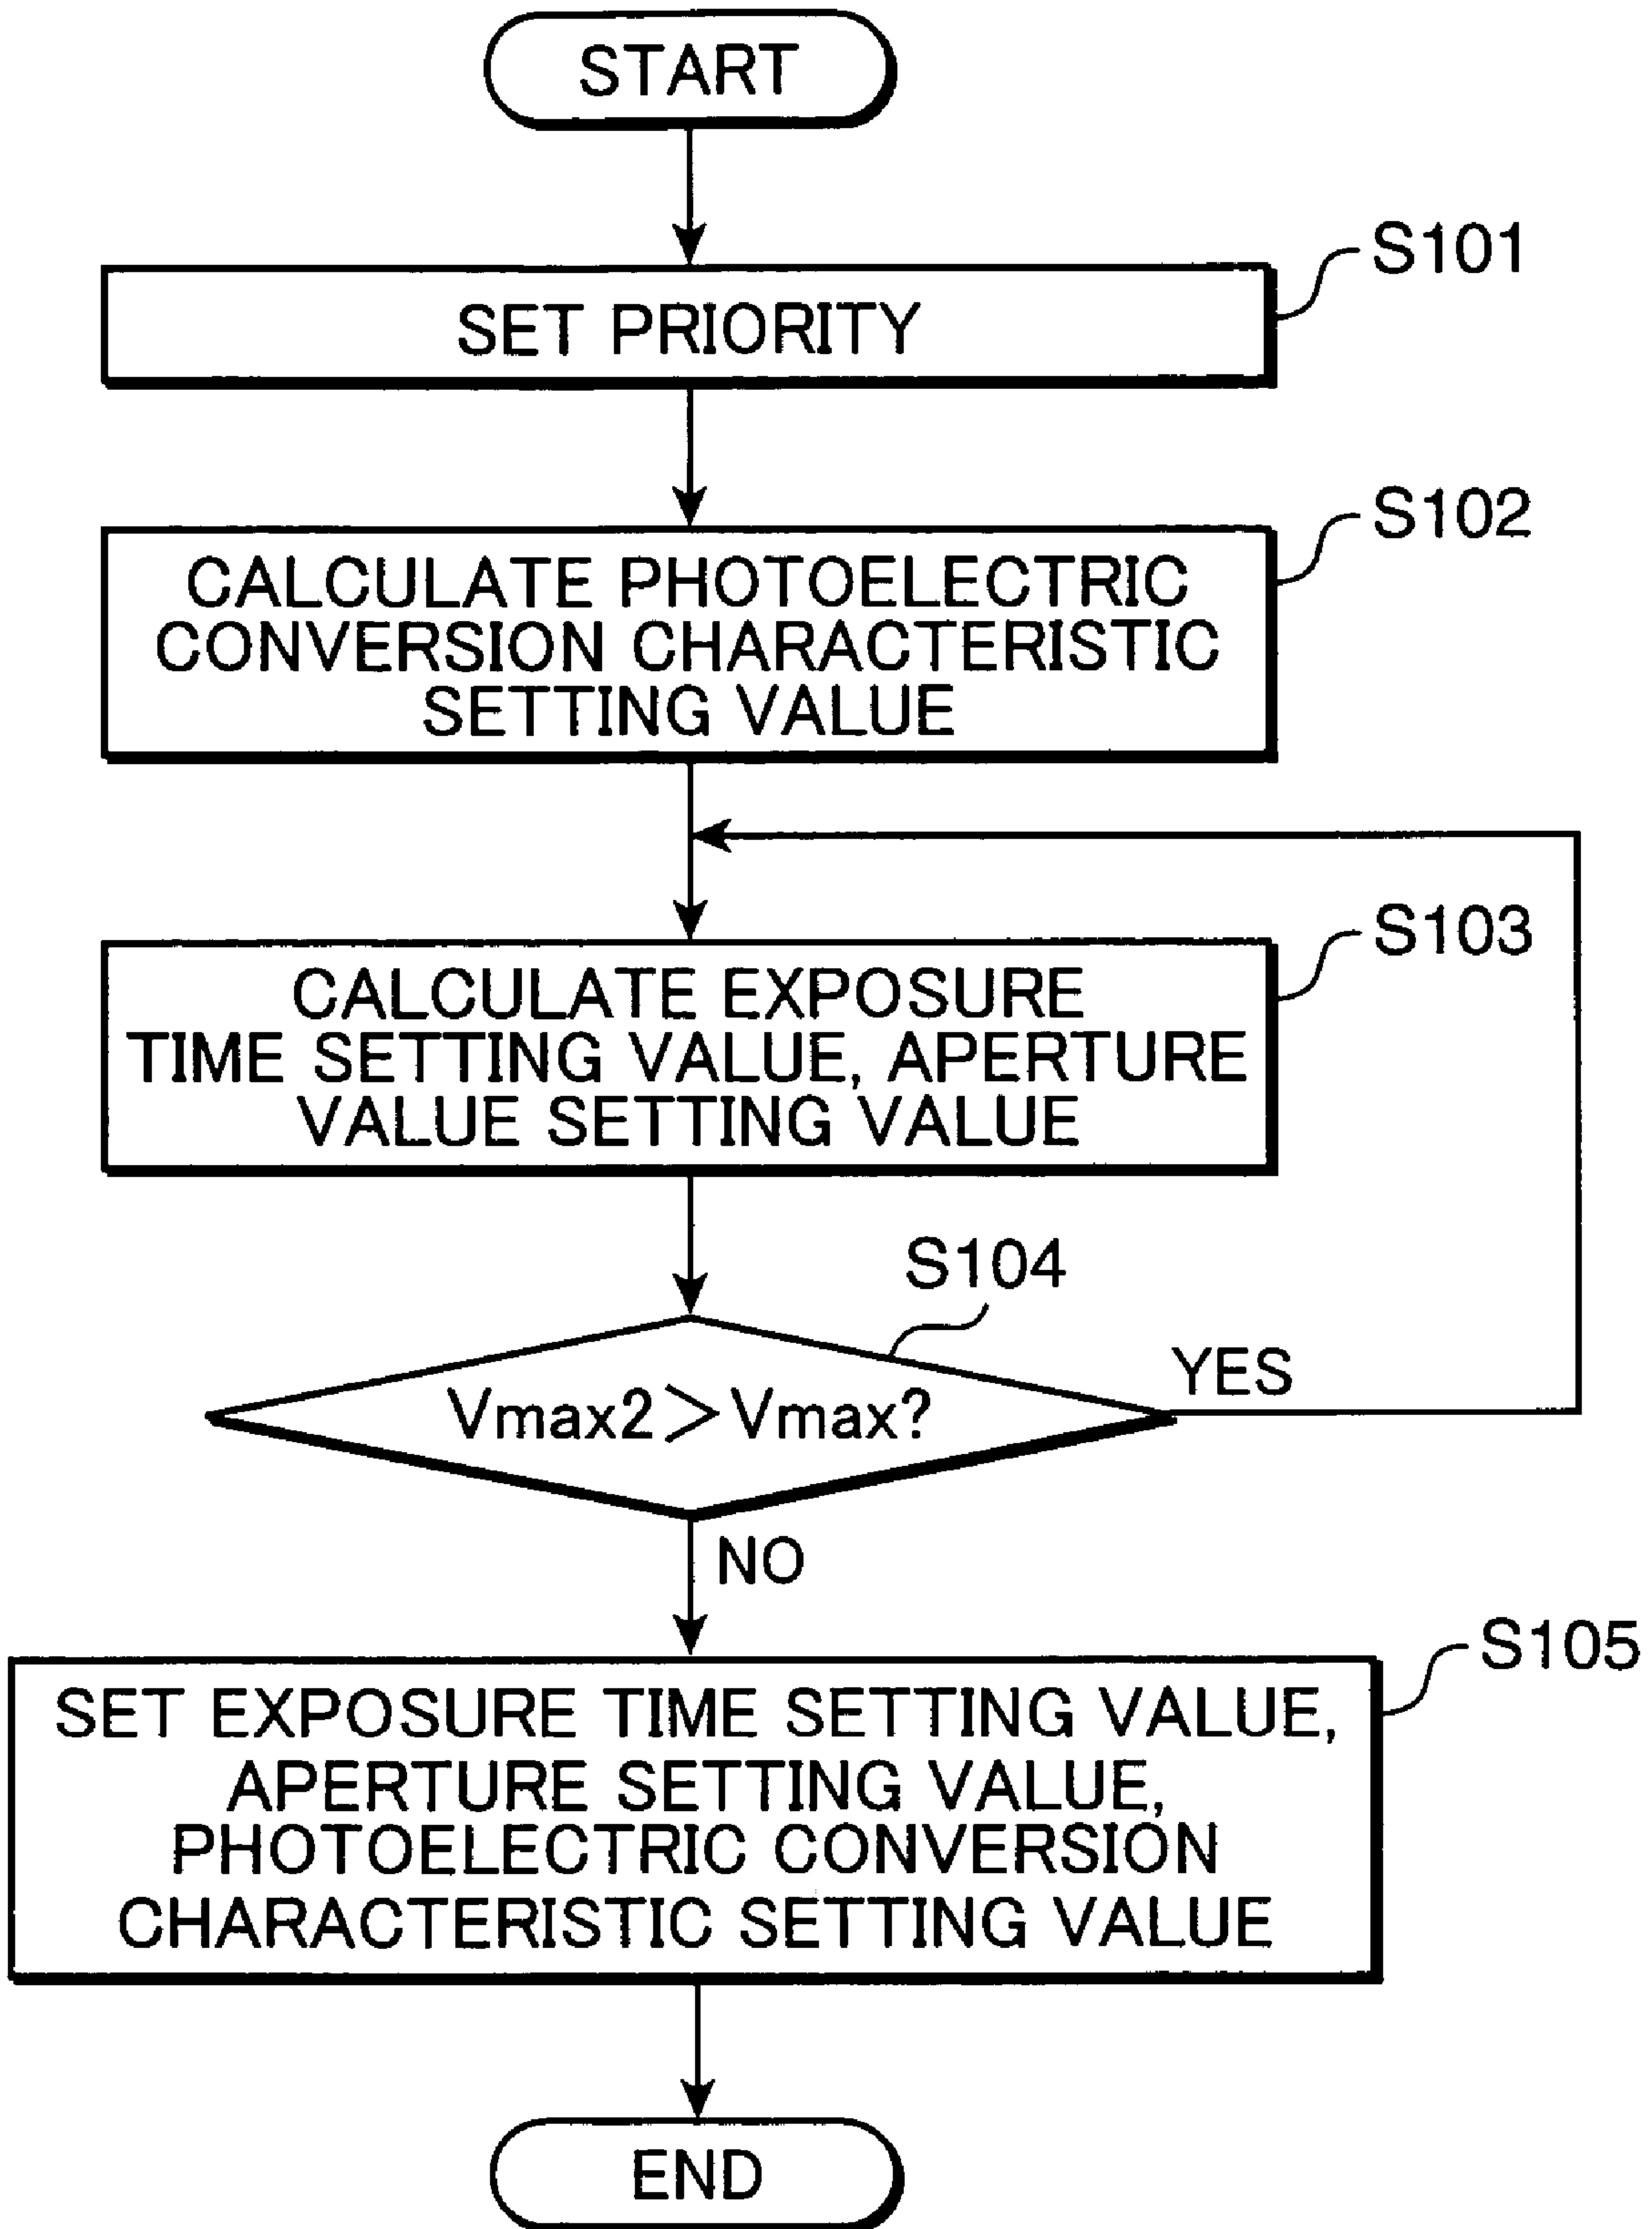 START
S101
SET PRIORITY
S102
CALCULATE PHOTOELECTRIC
CONVERSION CHARACTERISTIC
SETTING VALUE
S103
CALCULATE EXPOSURE
TIME SETTING VALUE, APERTURE
VALUE SETTING VALUE
S104
Vmax2>Vmax?
YES
NO
S105
SET EXPOSURE TIME SETTING VALUE,
APERTURE SETTING VALUE,
PHOTOELECTRIC CONVERSION
CHARACTERISTIC SETTING VALUE
END